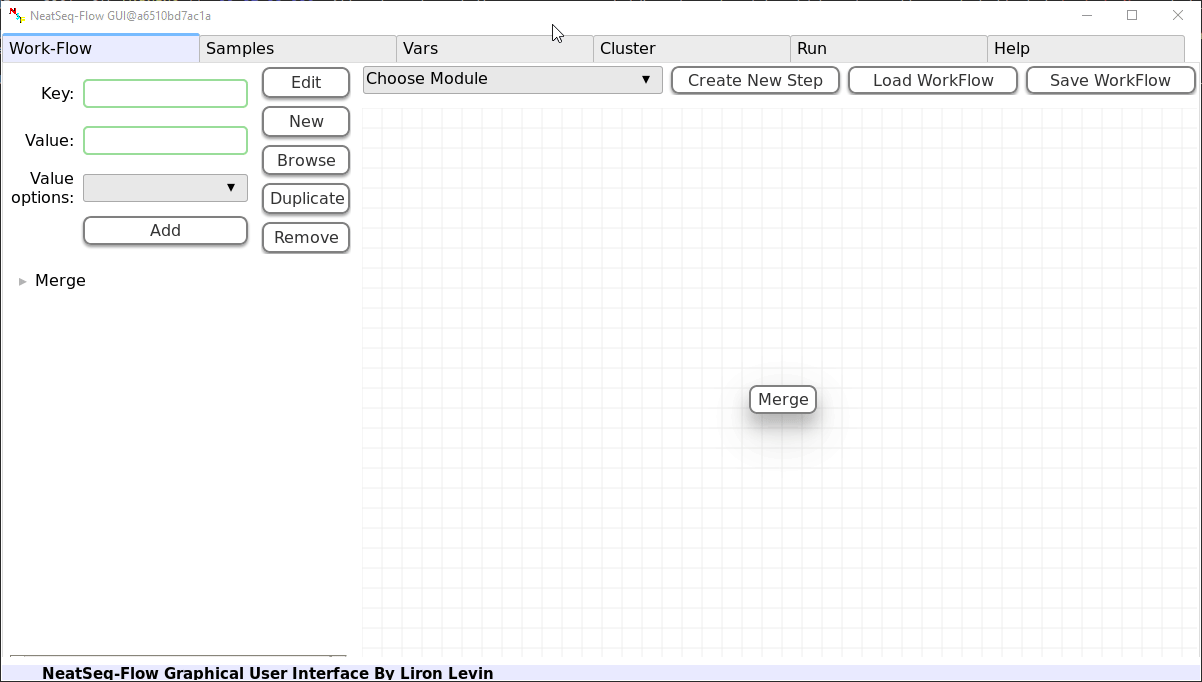 NeatSeq-Flow GUI@a6510bd7ac1a
Work-Flow Samples Vars Cluster Run Help
Key: Edit Choose Module Create New Step Load WorkFlow Save WorkFlow
New
Value: Browse
Value options: Duplicate
Add Remove
Merge
Merge
NeatSeq-Flow Graphical User Interface By Liron Levin